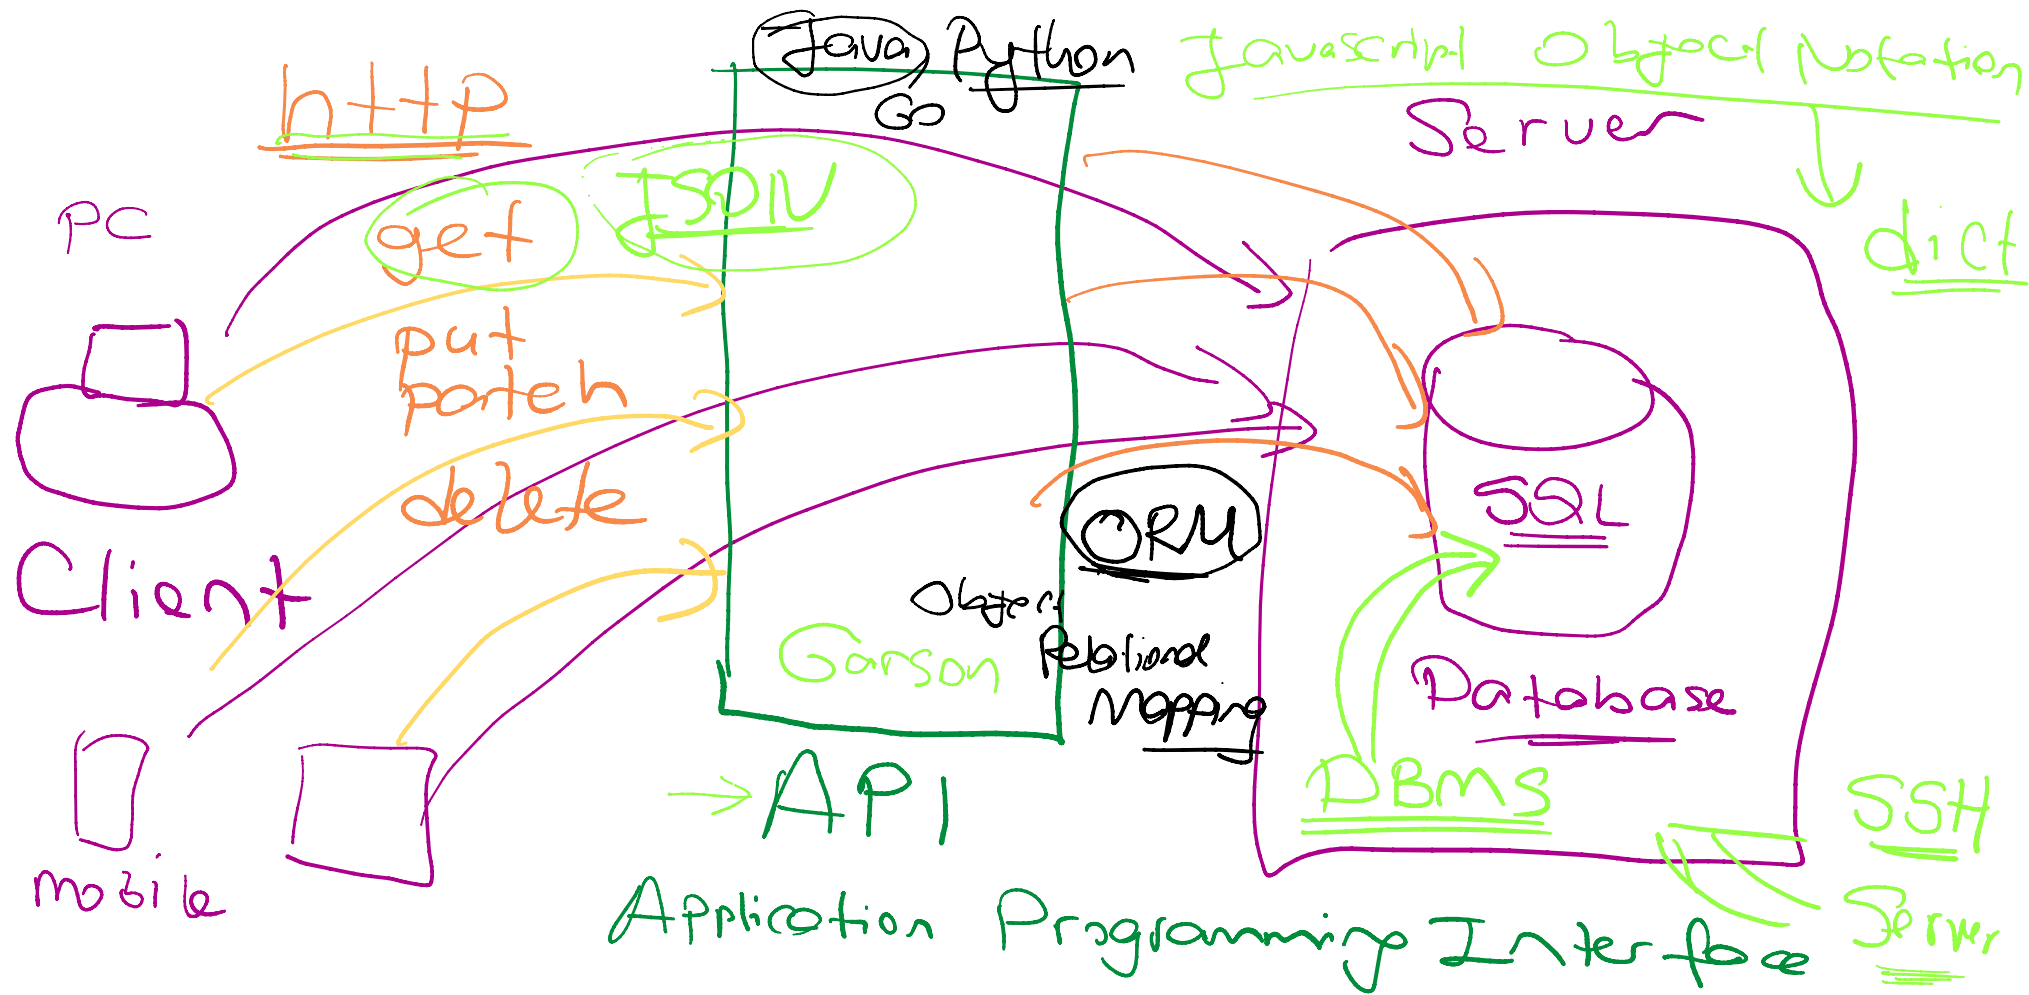 Java Python
GO
Javascript Object Notation
http
Server
JSON
PC
get
dict
put
patch
delete
SQL
ORM
Client
Object
Relational
Mapping
Garson
Database
DBMS
API
SSH
mobile
Application Programming Interface
Server